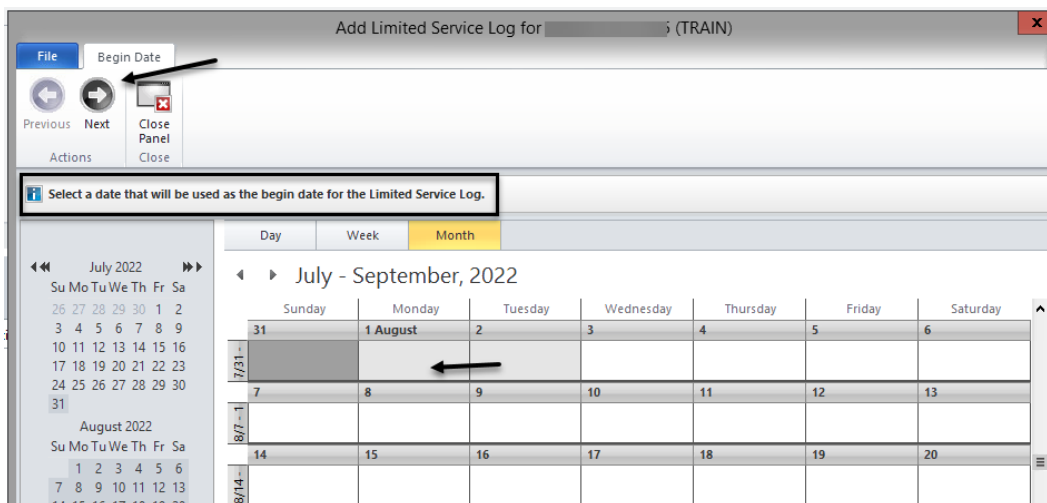 Add Limited Service Log for (TRAIN)
x
File Begin Date
Previous Next Close Panel
Actions Close
Select a date that will be used as the begin date for the Limited Service Log.
Day Week Month
July 2022
Su Mo Tu We Th Fr Sa
26 27 28 29 30 1 2
3 4 5 6 7 8 9
10 11 12 13 14 15 16
17 18 19 20 21 22 23
24 25 26 27 28 29 30
31
August 2022
Su Mo Tu We Th Fr Sa
1 2 3 4 5 6
7 8 9 10 11 12 13
July - September, 2022
Sunday Monday Tuesday Wednesday Thursday Friday Saturday
31 1 August 2 3 4 5 6
7/31 -
7 8 9 10 11 12 13
8/7 - 1
14 15 16 17 18 19 20
8/14 -